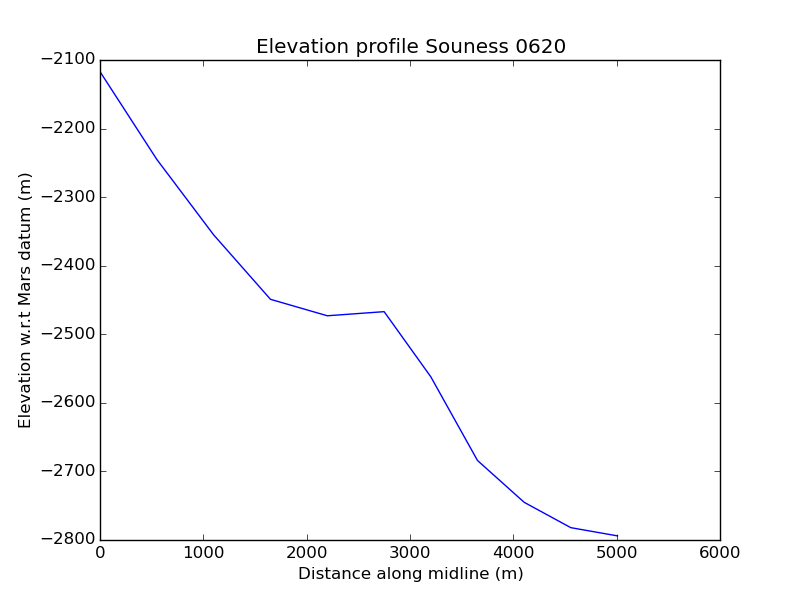 Elevation profile Souness 0620
−2100
−2200
−2300
−2400
−2500
−2600
−2700
−2800
Elevation w.r.t Mars datum (m)
0 1000 2000 3000 4000 5000 6000
Distance along midline (m)